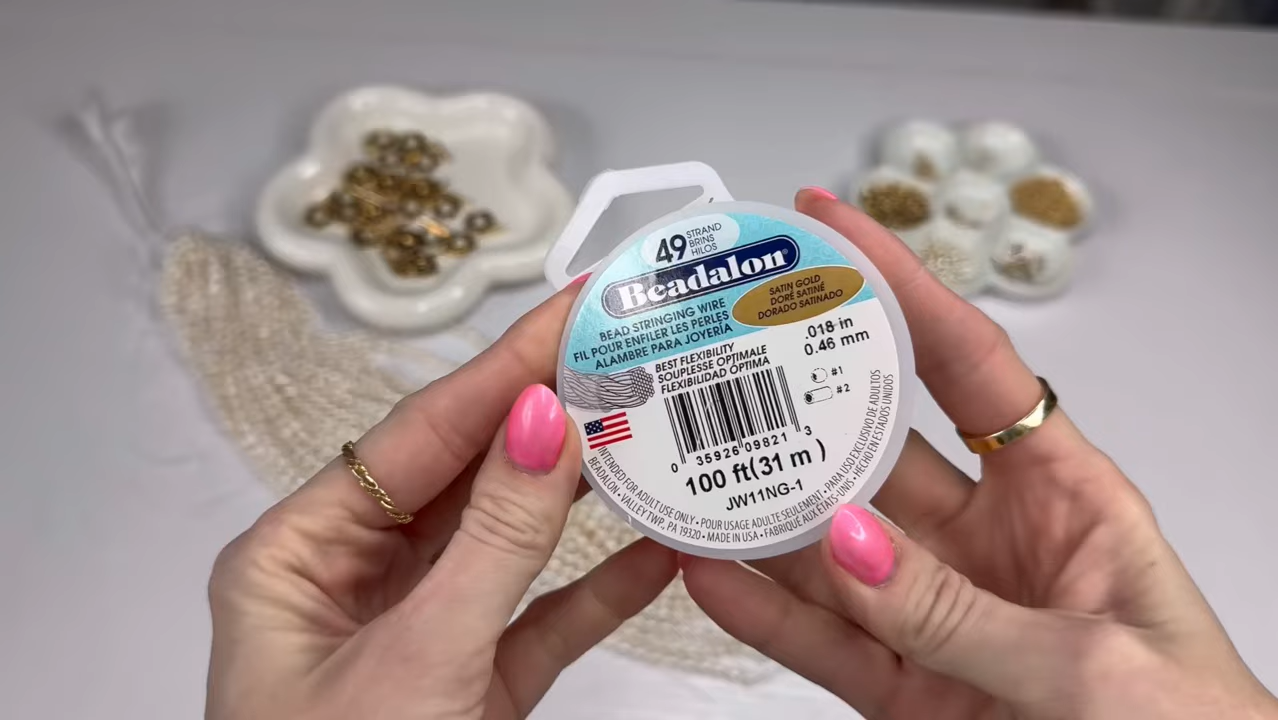 49 STRAND
BRINS
HILOS
Beadalon®
BEAD STRINGING WIRE
FIL POUR ENFILER LES PERLES
ALAMBRE PARA JOYERÍA
SATIN GOLD
DORÉ SATINÉ
DORADO SATINADO
.018 in
0.46 mm
BEST FLEXIBILITY
SOUPLESSE OPTIMALE
FLEXIBILIDAD ÓPTIMA
#1
#2
0 35926 09821 3
100 ft(31 m)
JW11NG-1
INTENDED FOR ADULT USE ONLY • POUR USAGE ADULTE SEULEMENT • PARA USO EXCLUSIVO DE ADULTOS
BEADALON • VALLEY TWP., PA 19320 • MADE IN USA • FABRIQUÉ AUX ÉTATS-UNIS • HECHO EN ESTADOS UNIDOS